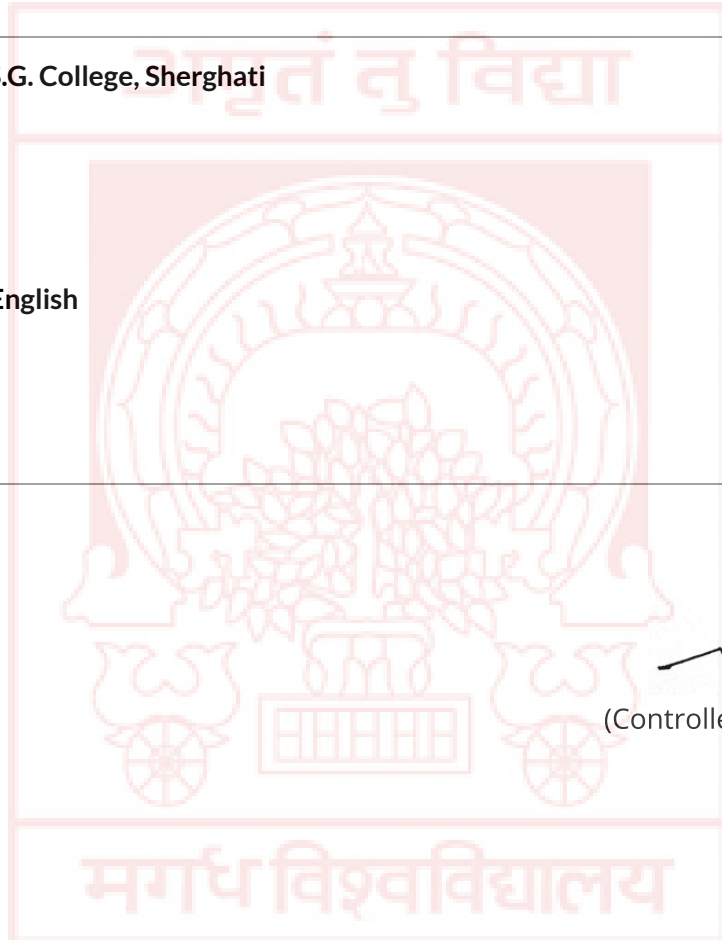 अमृतं तु विद्या
.G. College, Sherghati
English
(Controlle
मगध विश्वविद्यालय